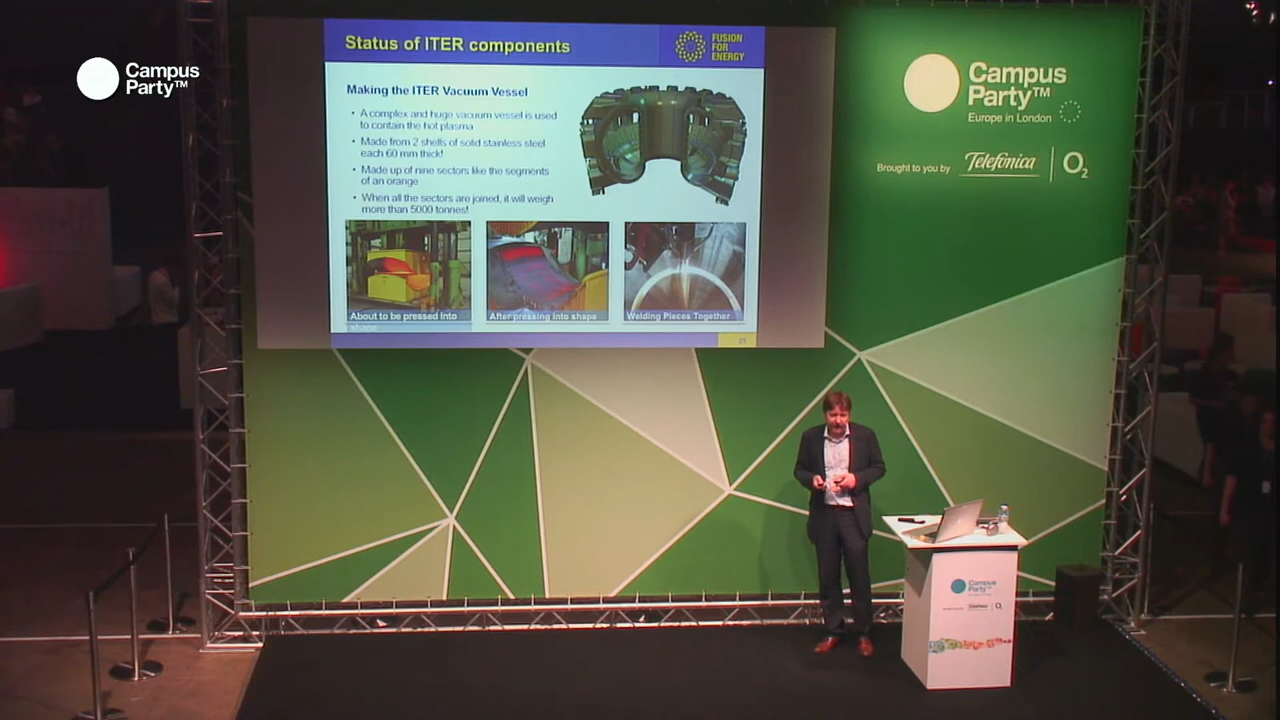 Campus
Party™
Status of ITER components
FUSION
FOR
ENERGY
Making the ITER Vacuum Vessel
• A complex and huge vacuum vessel is used
to contain the hot plasma
• Made from 2 shells of solid stainless steel
each 60 mm thick!
• Made up of nine sectors like the segments
of an orange
• When all the sectors are joined, it will weigh
more than 5000 tonnes!
About to be pressed into
shape
After pressing into shape
Welding Pieces Together
Campus
Party™
Europe in London
Brought to you by Telefónica O2
Campus
Party™
Telefónica O2